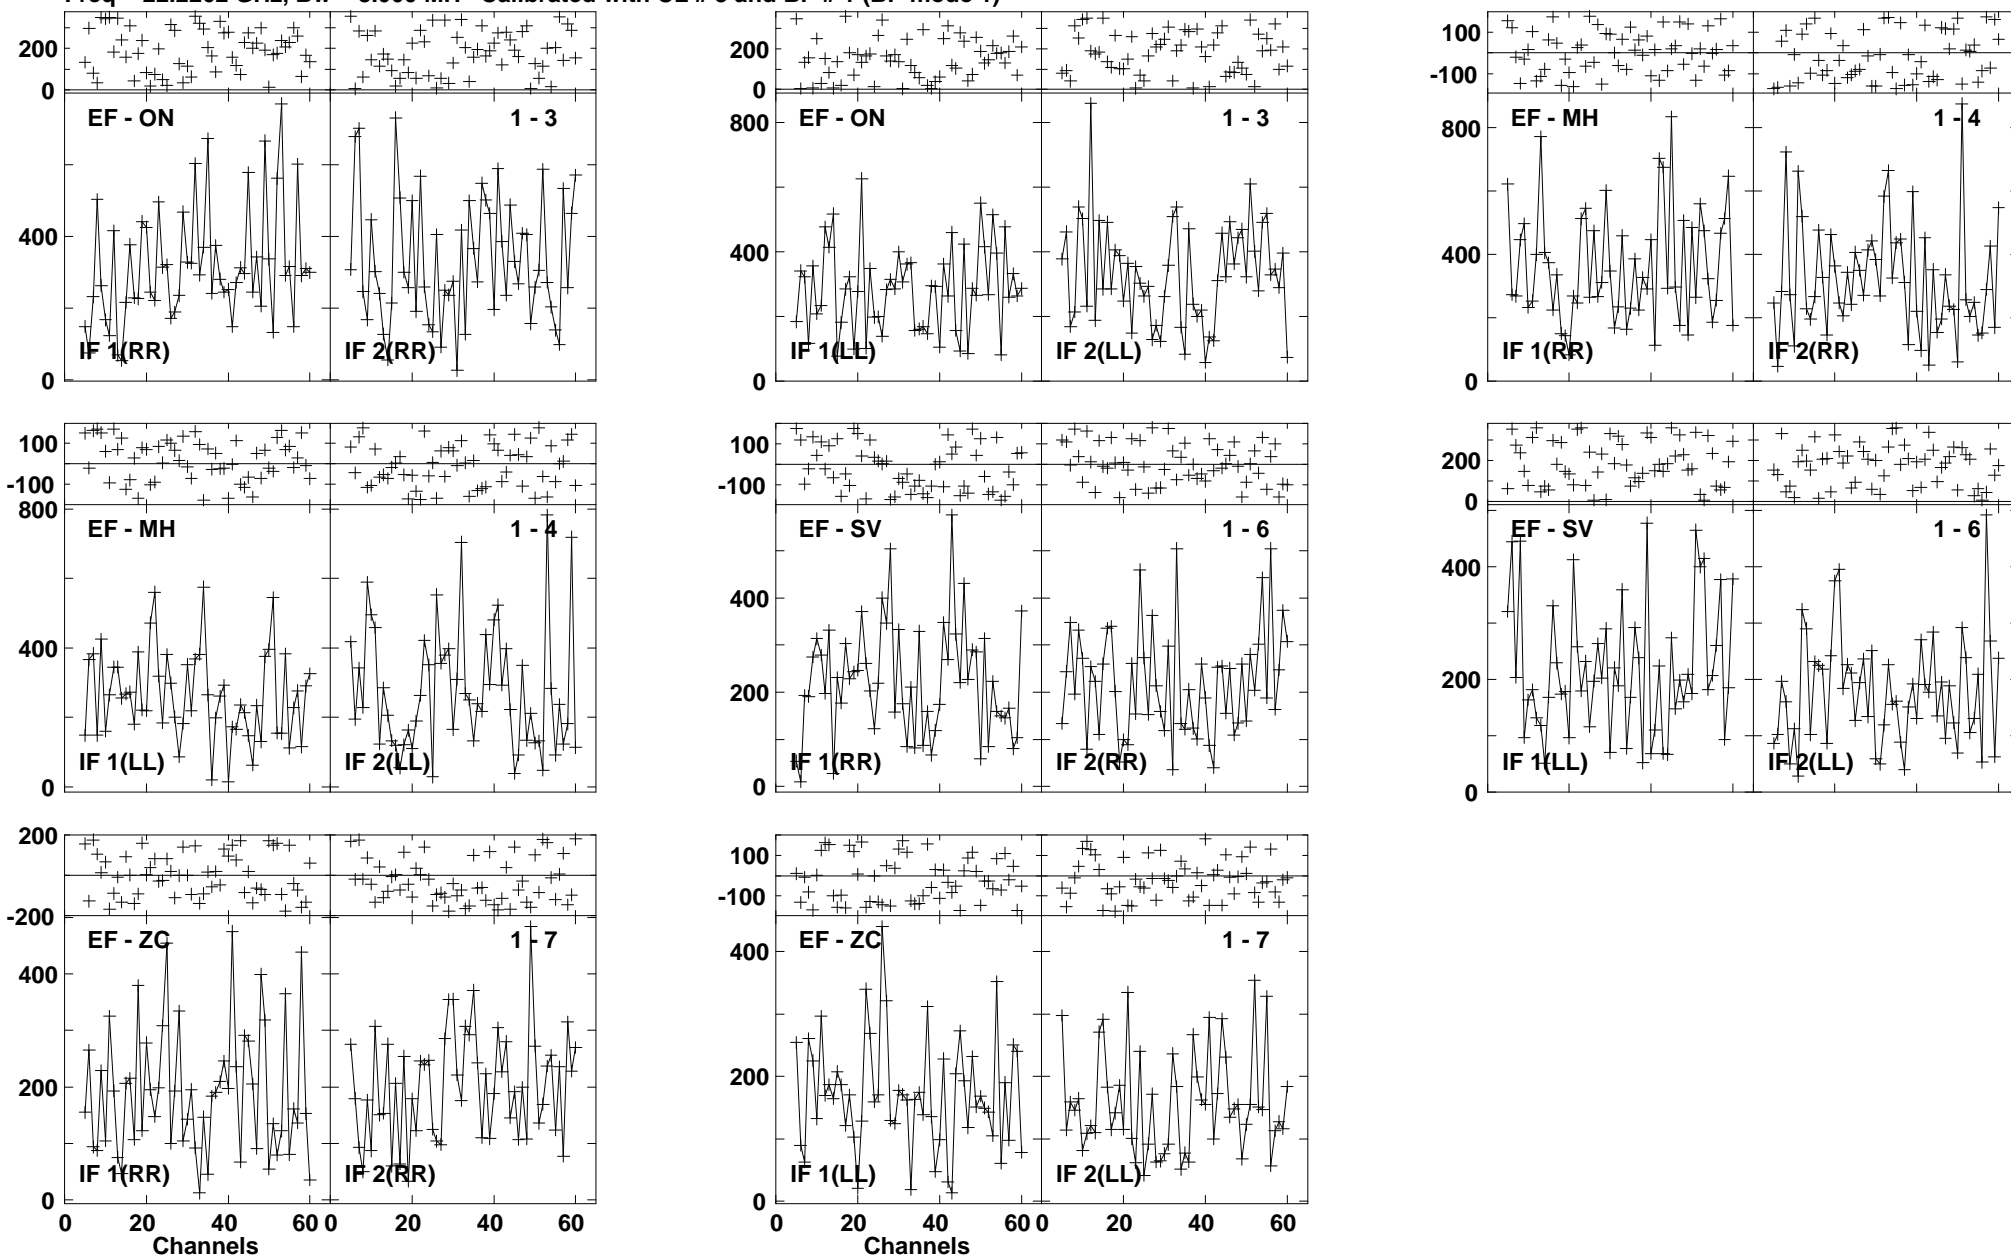 200
0
EF - ON
1 - 3
400
0
IF 1(RR)
IF 2(RR)
200
0
EF - ON
1 - 3
800
400
0
IF 1(LL)
IF 2(LL)
100
-100
EF - MH
1 - 4
800
400
0
IF 1(RR)
IF 2(RR)
100
-100
EF - MH
1 - 4
800
400
0
IF 1(LL)
IF 2(LL)
100
-100
EF - SV
1 - 6
400
200
0
IF 1(RR)
IF 2(RR)
200
0
EF - SV
1 - 6
400
200
0
IF 1(LL)
IF 2(LL)
200
0
-200
EF - ZC
1 - 7
400
200
0
IF 1(RR)
IF 2(RR)
0 20 40 60 20 40 60
Channels
100
-100
EF - ZC
1 - 7
400
200
0
IF 1(LL)
IF 2(LL)
0 20 40 60 0 20 40 60
Channels